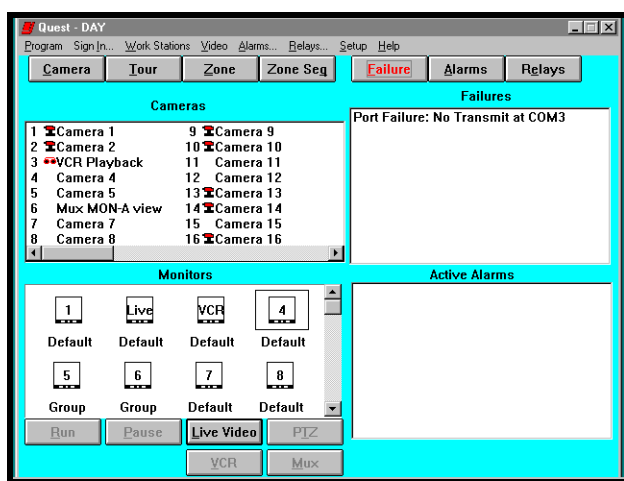 Quest - DAY
Program Sign In... Work Stations Video Alarms... Relays... Setup Help
Camera Tour Zone Zone Seq Failure Alarms Relays
Cameras
1 Camera 1
2 Camera 2
3 VCR Playback
4 Camera 4
5 Camera 5
6 Mux MON-A view
7 Camera 7
8 Camera 8
9 Camera 9
10 Camera 10
11 Camera 11
12 Camera 12
13 Camera 13
14 Camera 14
15 Camera 15
16 Camera 16
Failures
Port Failure: No Transmit at COM3
Monitors
1 Live VCR 4
Default Default Default Default
5 6 7 8
Group Group Default Default
Active Alarms
Run Pause Live Video PTZ
VCR Mux